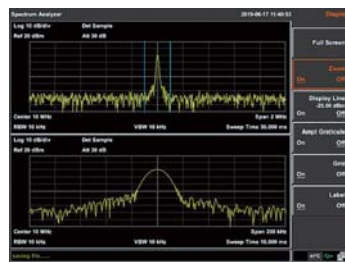 Spectrum Analyzer
2019-06-17 11:40:53
Display
Log 10 dB/div
Det Sample
Ref 20 dBm
Att 30 dB
Center 10 MHz
Span 2 MHz
RBW 10 kHz
VBW 10 kHz
Sweep Time 30.000 ms
Log 10 dB/div
Det Sample
Ref 20 dBm
Att 30 dB
Center 10 MHz
Span 200 kHz
RBW 10 kHz
VBW 10 kHz
Sweep Time 10.000 ms
saving file......
Full Screen
Zoom
On Off
Display Line
-25.00 dBm
On Off
Ampt Graticule
On Off
Grid
On Off
Label
On Off